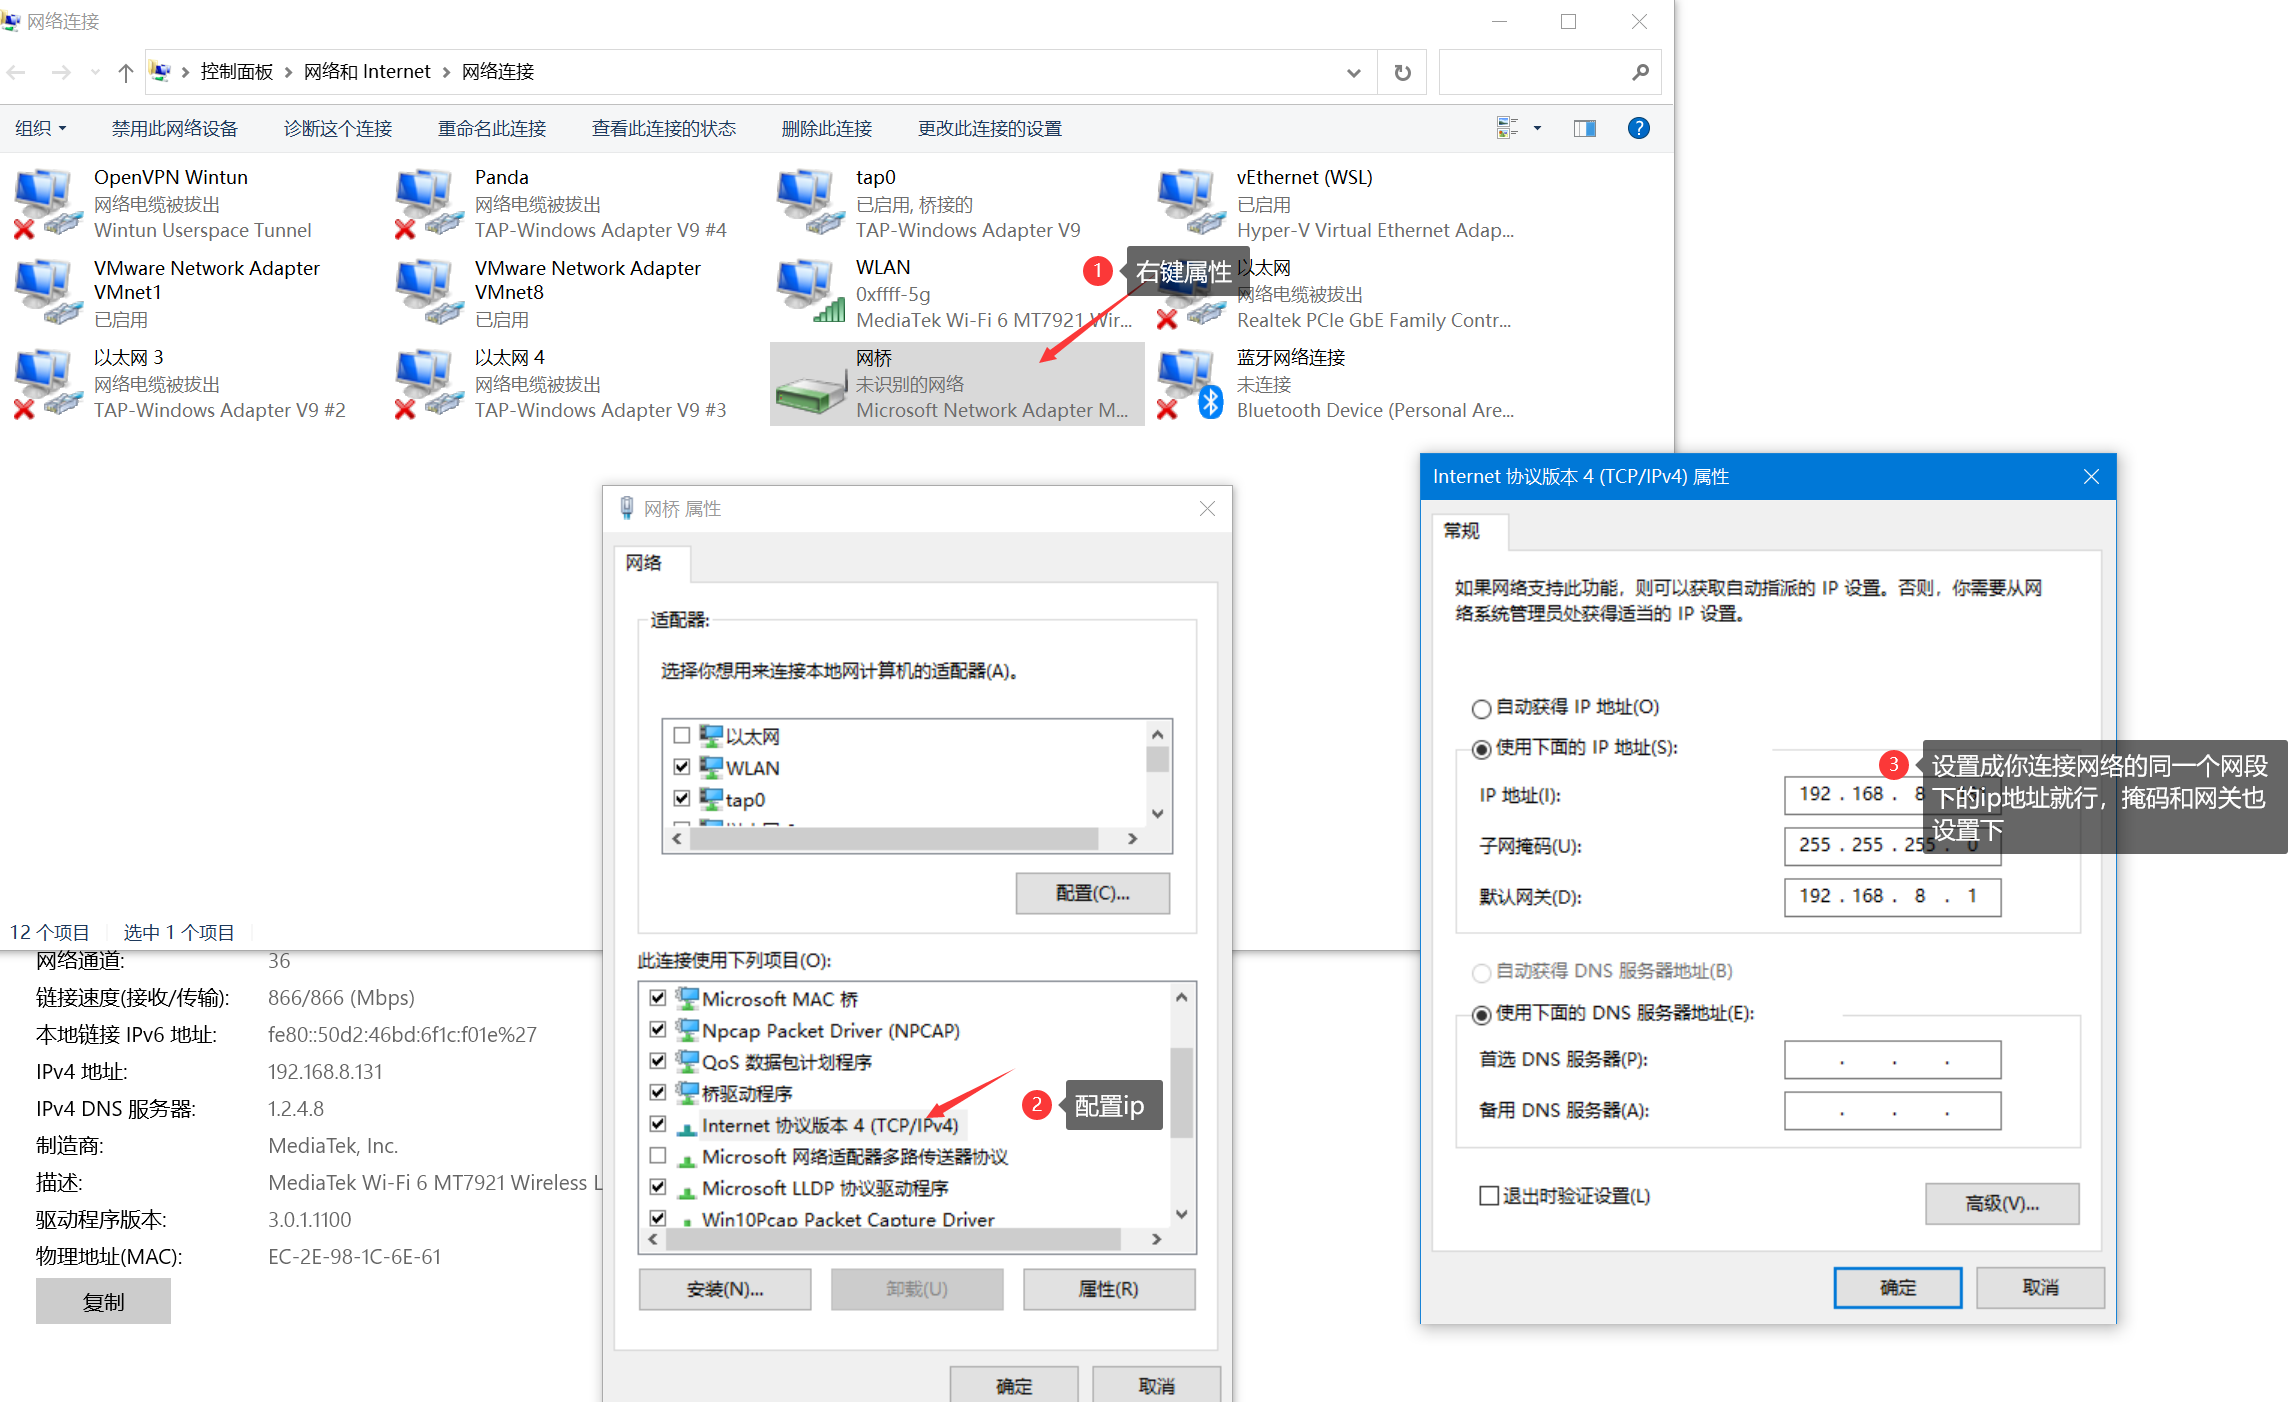 网络连接
控制面板 网络和 Internet 网络连接
组织 禁用此网络设备 诊断这个连接 重命名此连接 查看此连接的状态 删除此连接 更改此连接的设置
OpenVPN Wintun
网络电缆被拔出
Wintun Userspace Tunnel
Panda
网络电缆被拔出
TAP-Windows Adapter V9 #4
tap0
已启用, 桥接的
TAP-Windows Adapter V9
vEthernet (WSL)
已启用
Hyper-V Virtual Ethernet Adap...
VMware Network Adapter
VMnet1
已启用
VMware Network Adapter
VMnet8
已启用
WLAN
0xffff-5g
MediaTek Wi-Fi 6 MT7921 Wir...
1 右键属性
以太网
网络电缆被拔出
Realtek PCIe GbE Family Contr...
以太网 3
网络电缆被拔出
TAP-Windows Adapter V9 #2
以太网 4
网络电缆被拔出
TAP-Windows Adapter V9 #3
网桥
未识别的网络
Microsoft Network Adapter M...
蓝牙网络连接
未连接
Bluetooth Device (Personal Are...
12 个项目 选中 1 个项目
网络通道: 36
链接速度(接收/传输): 866/866 (Mbps)
本地链接 IPv6 地址: fe80::50d2:46bd:6f1c:f01e%27
IPv4 地址: 192.168.8.131
IPv4 DNS 服务器: 1.2.4.8
制造商: MediaTek, Inc.
描述: MediaTek Wi-Fi 6 MT7921 Wireless L
驱动程序版本: 3.0.1.1100
物理地址(MAC): EC-2E-98-1C-6E-61
复制
网桥 属性
网络
适配器:
选择你想用来连接本地网计算机的适配器(A)。
以太网
WLAN
tap0
配置(C)...
此连接使用下列项目(O):
Microsoft MAC 桥
Npcap Packet Driver (NPCAP)
QoS 数据包计划程序
桥驱动程序
Internet 协议版本 4 (TCP/IPv4)
Microsoft 网络适配器多路传送器协议
Microsoft LLDP 协议驱动程序
Win10Pcap Packet Capture Driver
2 配置ip
安装(N)... 卸载(U) 属性(R)
确定 取消
Internet 协议版本 4 (TCP/IPv4) 属性
常规
如果网络支持此功能，则可以获取自动指派的 IP 设置。否则，你需要从网
络系统管理员处获得适当的 IP 设置。
自动获得 IP 地址(O)
使用下面的 IP 地址(S):
IP 地址(I): 192 . 168 . 8
子网掩码(U): 255 . 255 . 255 . 0
默认网关(D): 192 . 168 . 8 . 1
3 设置成你连接网络的同一个网段
下的ip地址就行，掩码和网关也
设置下
自动获得 DNS 服务器地址(B)
使用下面的 DNS 服务器地址(E):
首选 DNS 服务器(P): . . .
备用 DNS 服务器(A): . . .
退出时验证设置(L)
高级(V)...
确定 取消